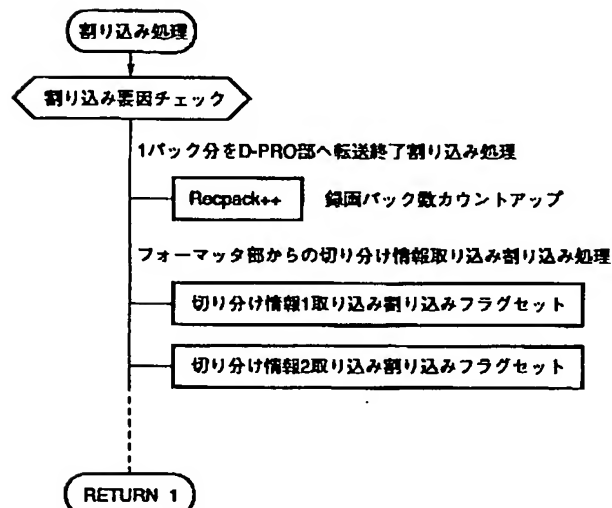 割り込み処理
割り込み要因チェック
1パック分をD-PRO部へ転送終了割り込み処理
Recpack++ 録画パック数カウントアップ
フォーマッタ部からの切り分け情報取り込み割り込み処理
切り分け情報1取り込み割り込みフラグセット
切り分け情報2取り込み割り込みフラグセット
RETURN 1